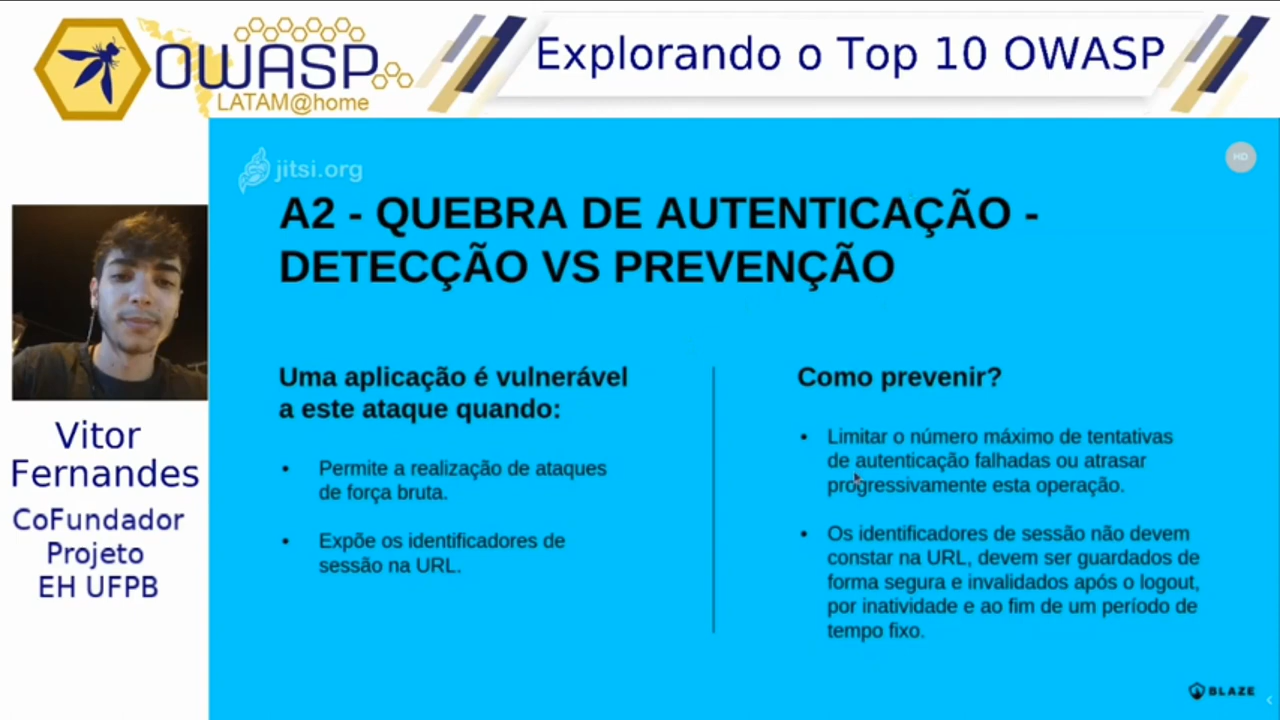 OWASP
LATAM@home
Explorando o Top 10 OWASP
jitsi.org
HD
A2 - QUEBRA DE AUTENTICAÇÃO -
DETECÇÃO VS PREVENÇÃO
Uma aplicação é vulnerável
a este ataque quando:
• Permite a realização de ataques
de força bruta.
• Expõe os identificadores de
sessão na URL.
Como prevenir?
• Limitar o número máximo de tentativas
de autenticação falhadas ou atrasar
progressivamente esta operação.
• Os identificadores de sessão não devem
constar na URL, devem ser guardados de
forma segura e invalidados após o logout,
por inatividade e ao fim de um período de
tempo fixo.
Vitor
Fernandes
CoFundador
Projeto
EH UFPB
BLAZE